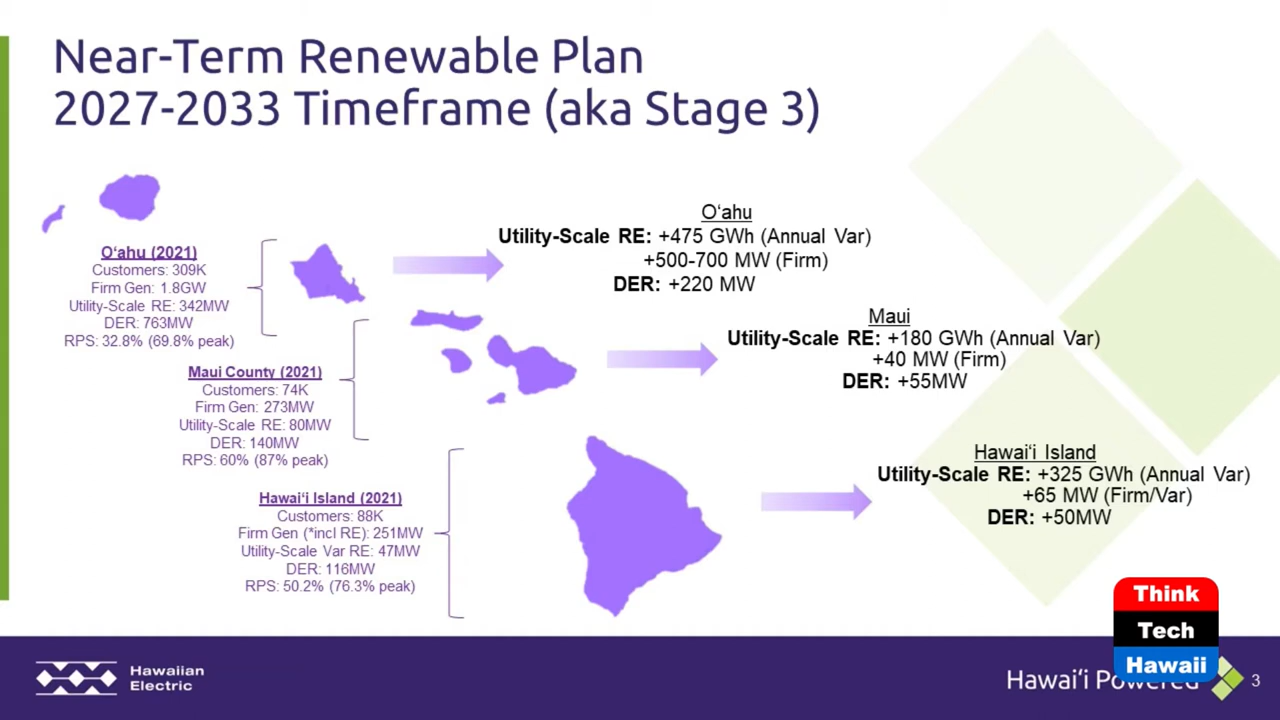 Near-Term Renewable Plan
2027-2033 Timeframe (aka Stage 3)
Oʻahu (2021)
Customers: 309K
Firm Gen: 1.8GW
Utility-Scale RE: 342MW
DER: 763MW
RPS: 32.8% (69.8% peak)
Oʻahu
Utility-Scale RE: +475 GWh (Annual Var)
+500-700 MW (Firm)
DER: +220 MW
Maui County (2021)
Customers: 74K
Firm Gen: 273MW
Utility-Scale RE: 80MW
DER: 140MW
RPS: 60% (87% peak)
Maui
Utility-Scale RE: +180 GWh (Annual Var)
+40 MW (Firm)
DER: +55MW
Hawaiʻi Island (2021)
Customers: 88K
Firm Gen (*incl RE): 251MW
Utility-Scale Var RE: 47MW
DER: 116MW
RPS: 50.2% (76.3% peak)
Hawaiʻi Island
Utility-Scale RE: +325 GWh (Annual Var)
+65 MW (Firm/Var)
DER: +50MW
Think
Tech
Hawaii
Hawaiian
Electric
Hawaiʻi Powered
3